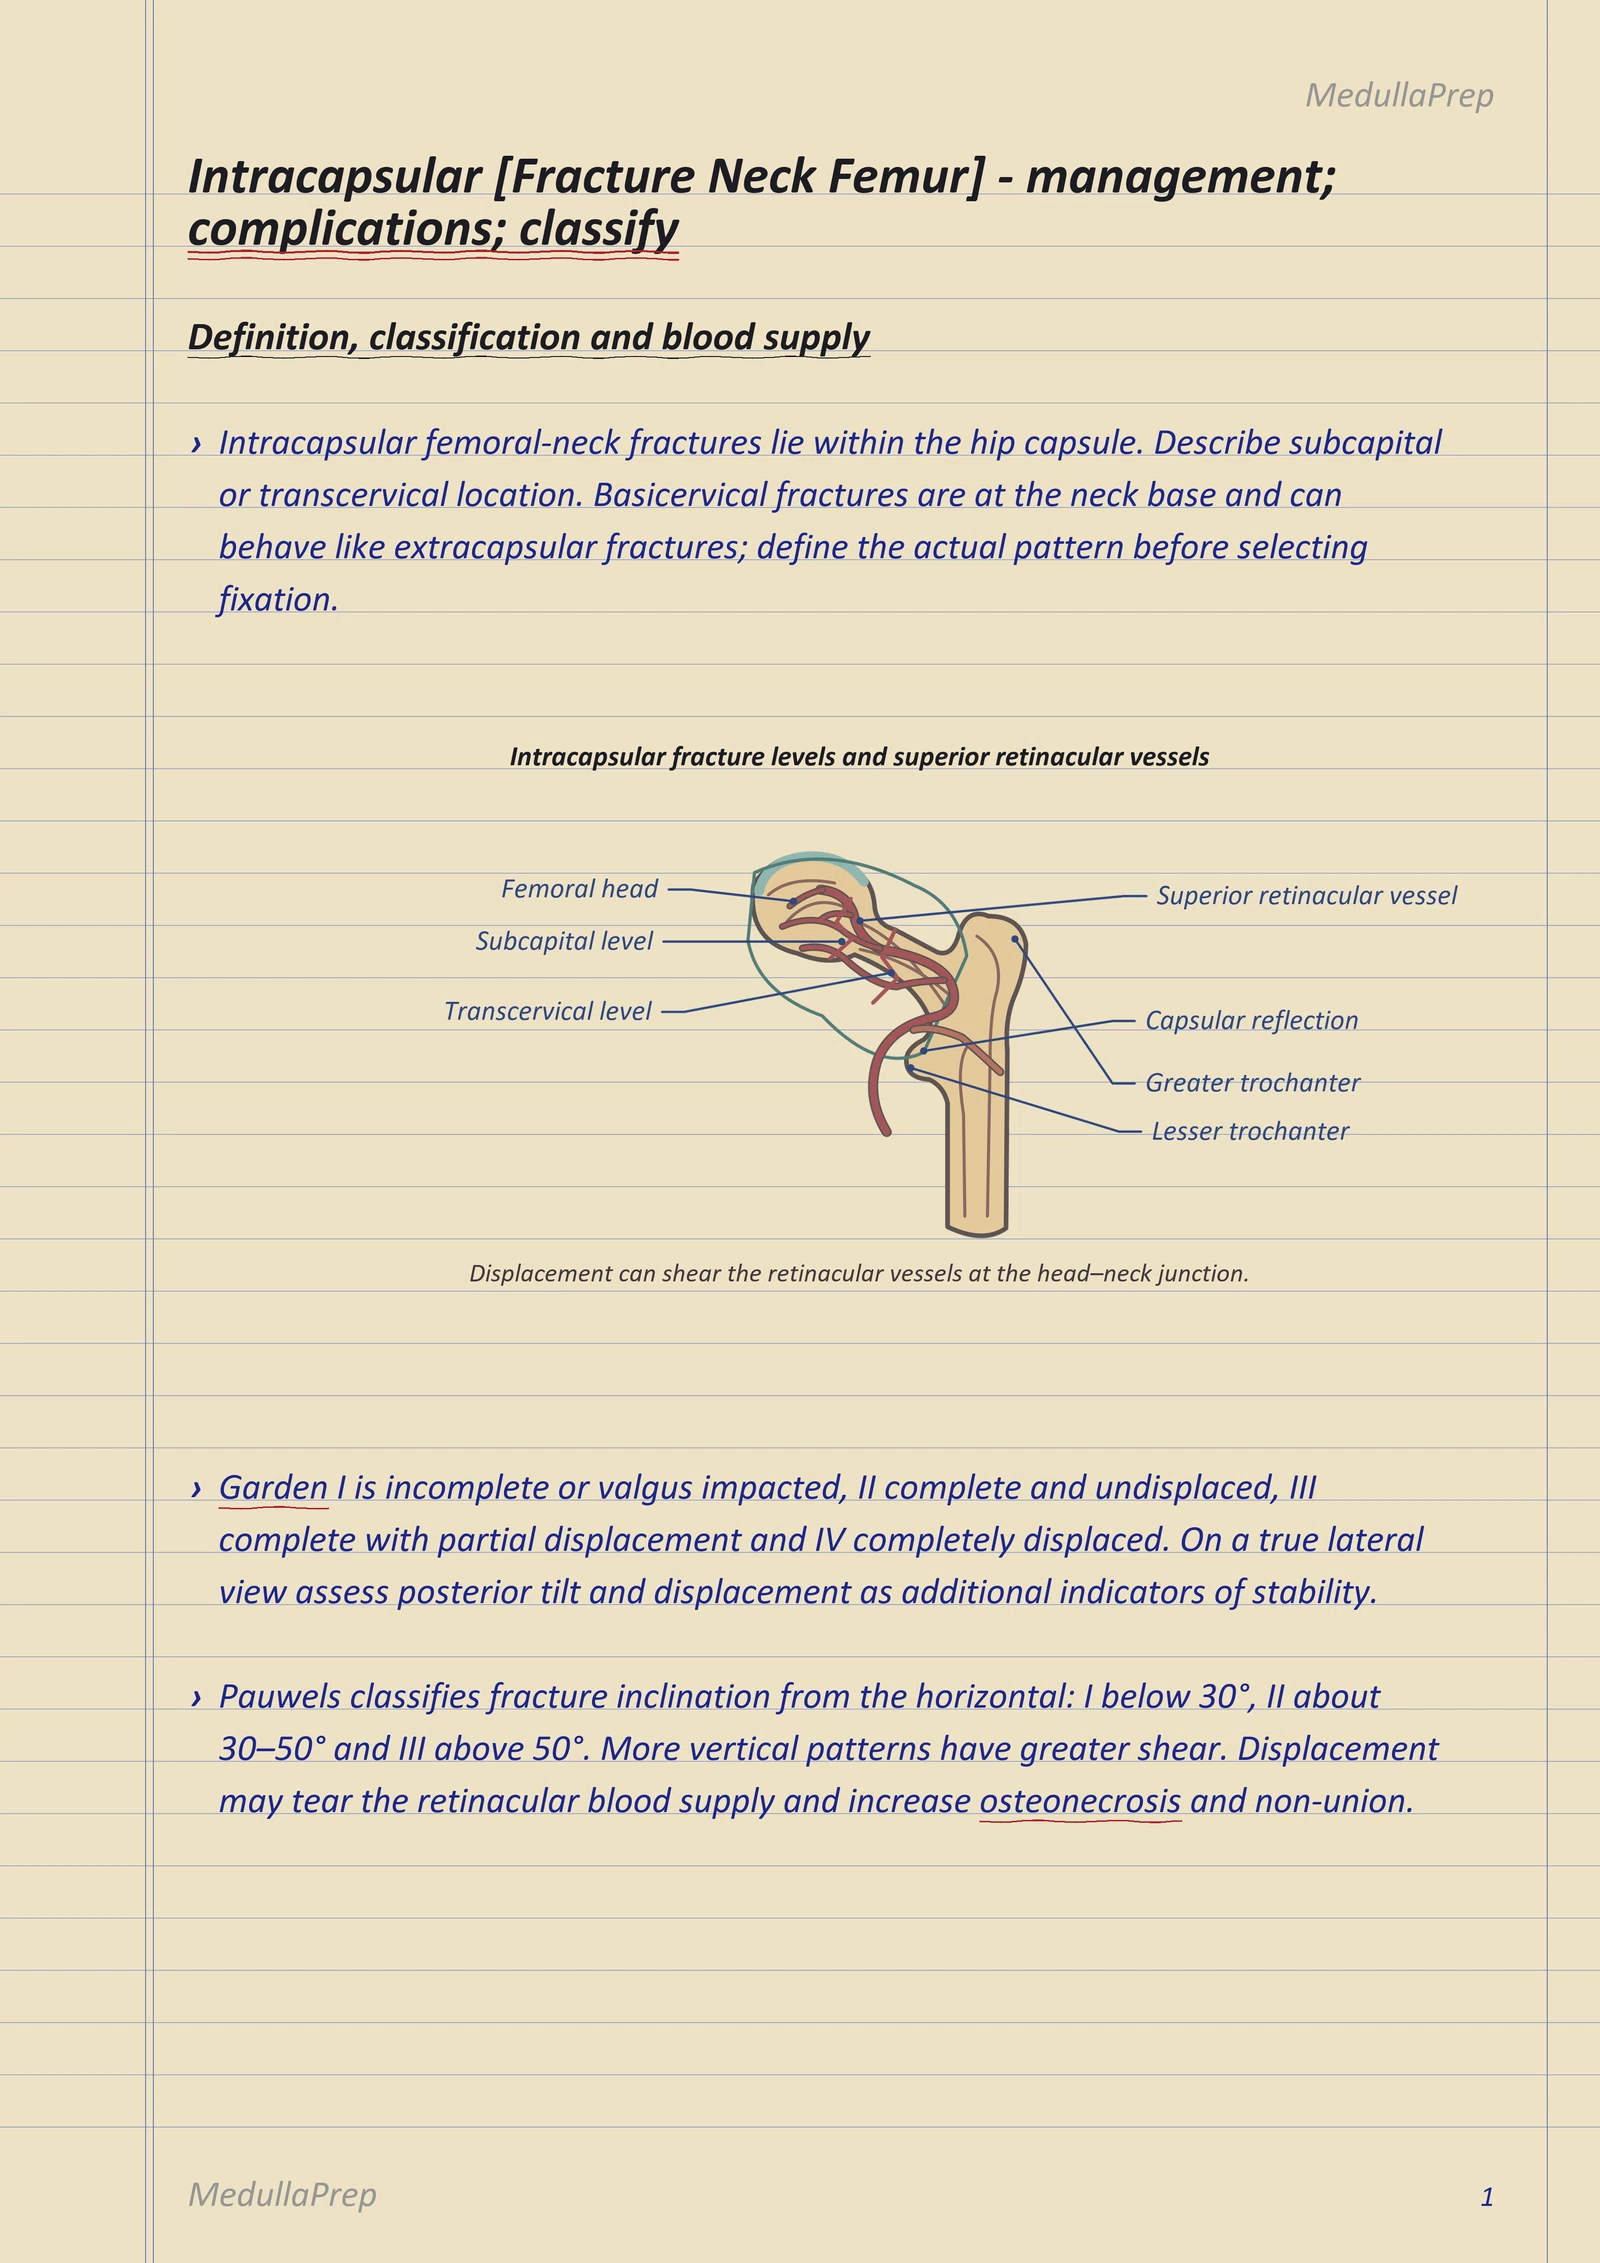 MedullaPrep
Intracapsular [Fracture Neck Femur] - management;
complications; classify
Definition, classification and blood supply
› Intracapsular femoral-neck fractures lie within the hip capsule. Describe subcapital
or transcervical location. Basicervical fractures are at the neck base and can
behave like extracapsular fractures; define the actual pattern before selecting
fixation.
Intracapsular fracture levels and superior retinacular vessels
Femoral head
Superior retinacular vessel
Subcapital level
Transcervical level
Capsular reflection
Greater trochanter
Lesser trochanter
Displacement can shear the retinacular vessels at the head–neck junction.
› Garden I is incomplete or valgus impacted, II complete and undisplaced, III
complete with partial displacement and IV completely displaced. On a true lateral
view assess posterior tilt and displacement as additional indicators of stability.
› Pauwels classifies fracture inclination from the horizontal: I below 30°, II about
30–50° and III above 50°. More vertical patterns have greater shear. Displacement
may tear the retinacular blood supply and increase osteonecrosis and non-union.
MedullaPrep
1